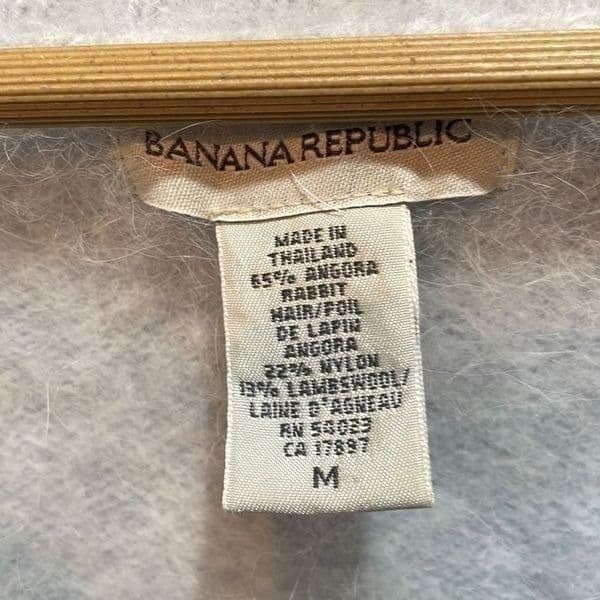 BANANA REPUBLIC
MADE IN
THAILAND
65% ANGORA
RABBIT
HAIR/POIL
DE LAPIN
ANGORA
22% NYLON
13% LAMBSWOOL/
LAINE D'AGNEAU
RN 54023
CA 17897
M